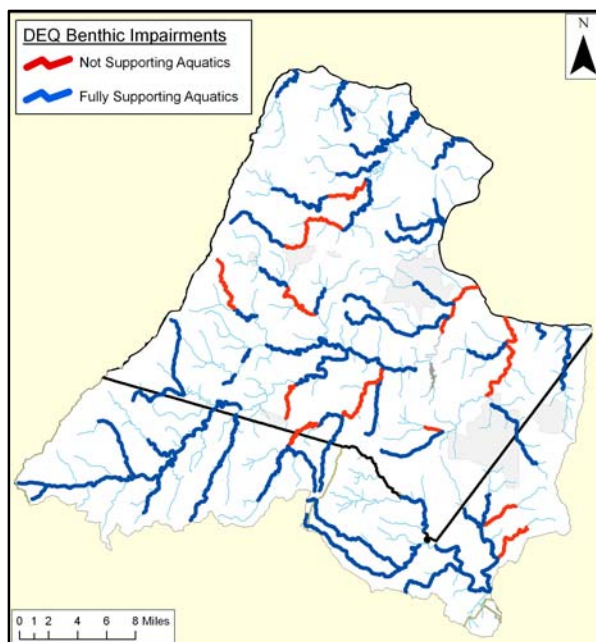 DEQ Benthic Impairments
Not Supporting Aquatics
Fully Supporting Aquatics
N
0 1 2 4 6 8 Miles